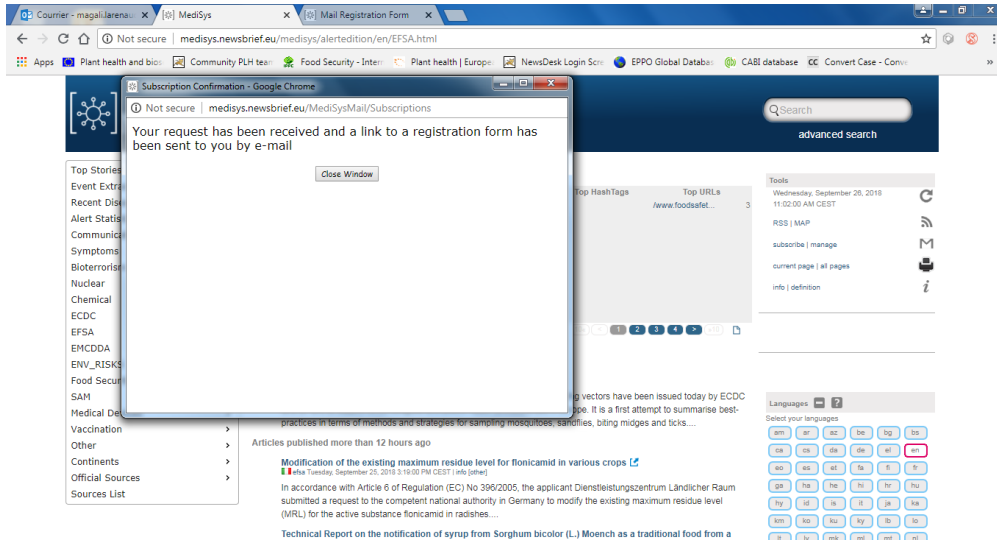 Courrier - magali.larenau
MediSys
Mail Registration Form
Not secure | medisys.newsbrief.eu/medisys/alertedition/en/EFSA.html
Apps
Plant health and bios
Community PLH team
Food Security - Intern
Plant health | Europe
NewsDesk Login Scre
EPPO Global Databas
CABI database
CC Convert Case - Conve
»
Subscription Confirmation - Google Chrome
Not secure | medisys.newsbrief.eu/MediSysMail/Subscriptions
Your request has been received and a link to a registration form has
been sent to you by e-mail
Close Window
Search
advanced search
Top Stories
Event Extra
Recent Dise
Alert Statis
Communica
Symptoms
Bioterrorism
Nuclear
Chemical
ECDC
EFSA
EMCDDA
ENV_RISKS
Food Secur
SAM
Medical De
Vaccination
Other
Continents
Official Sources
Sources List
Top HashTags
Top URLs
/www.foodsafet...
3
1 2 3 4 >
Tools
Wednesday, September 26, 2018
11:02:00 AM CEST
RSS | MAP
subscribe | manage
current page | all pages
info | definition
g vectors have been issued today by ECDC
ope. It is a first attempt to summarise best-
practices in terms of methods and strategies for sampling mosquitoes, sandflies, biting midges and ticks....
Articles published more than 12 hours ago
Modification of the existing maximum residue level for flonicamid in various crops
efsa Tuesday, September 25, 2018 3:19:00 PM CEST | info [other]
In accordance with Article 6 of Regulation (EC) No 396/2005, the applicant Dienstleistungszentrum Ländlicher Raum
submitted a request to the competent national authority in Germany to modify the existing maximum residue level
(MRL) for the active substance flonicamid in radishes....
Technical Report on the notification of syrup from Sorghum bicolor (L.) Moench as a traditional food from a
Languages
Select your languages
am ar az be bg bs
ca cs da de el en
eo es et fa fi fr
ga ha he hi hr hu
hy id is it ja ka
km ko ku ky lb lo
lt lv mk ml mt nl